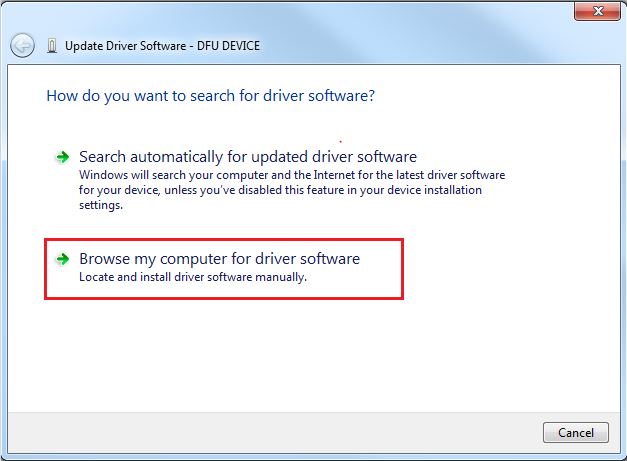 Update Driver Software - DFU DEVICE
How do you want to search for driver software?
Search automatically for updated driver software
Windows will search your computer and the Internet for the latest driver software
for your device, unless you've disabled this feature in your device installation
settings.
Browse my computer for driver software
Locate and install driver software manually.
Cancel